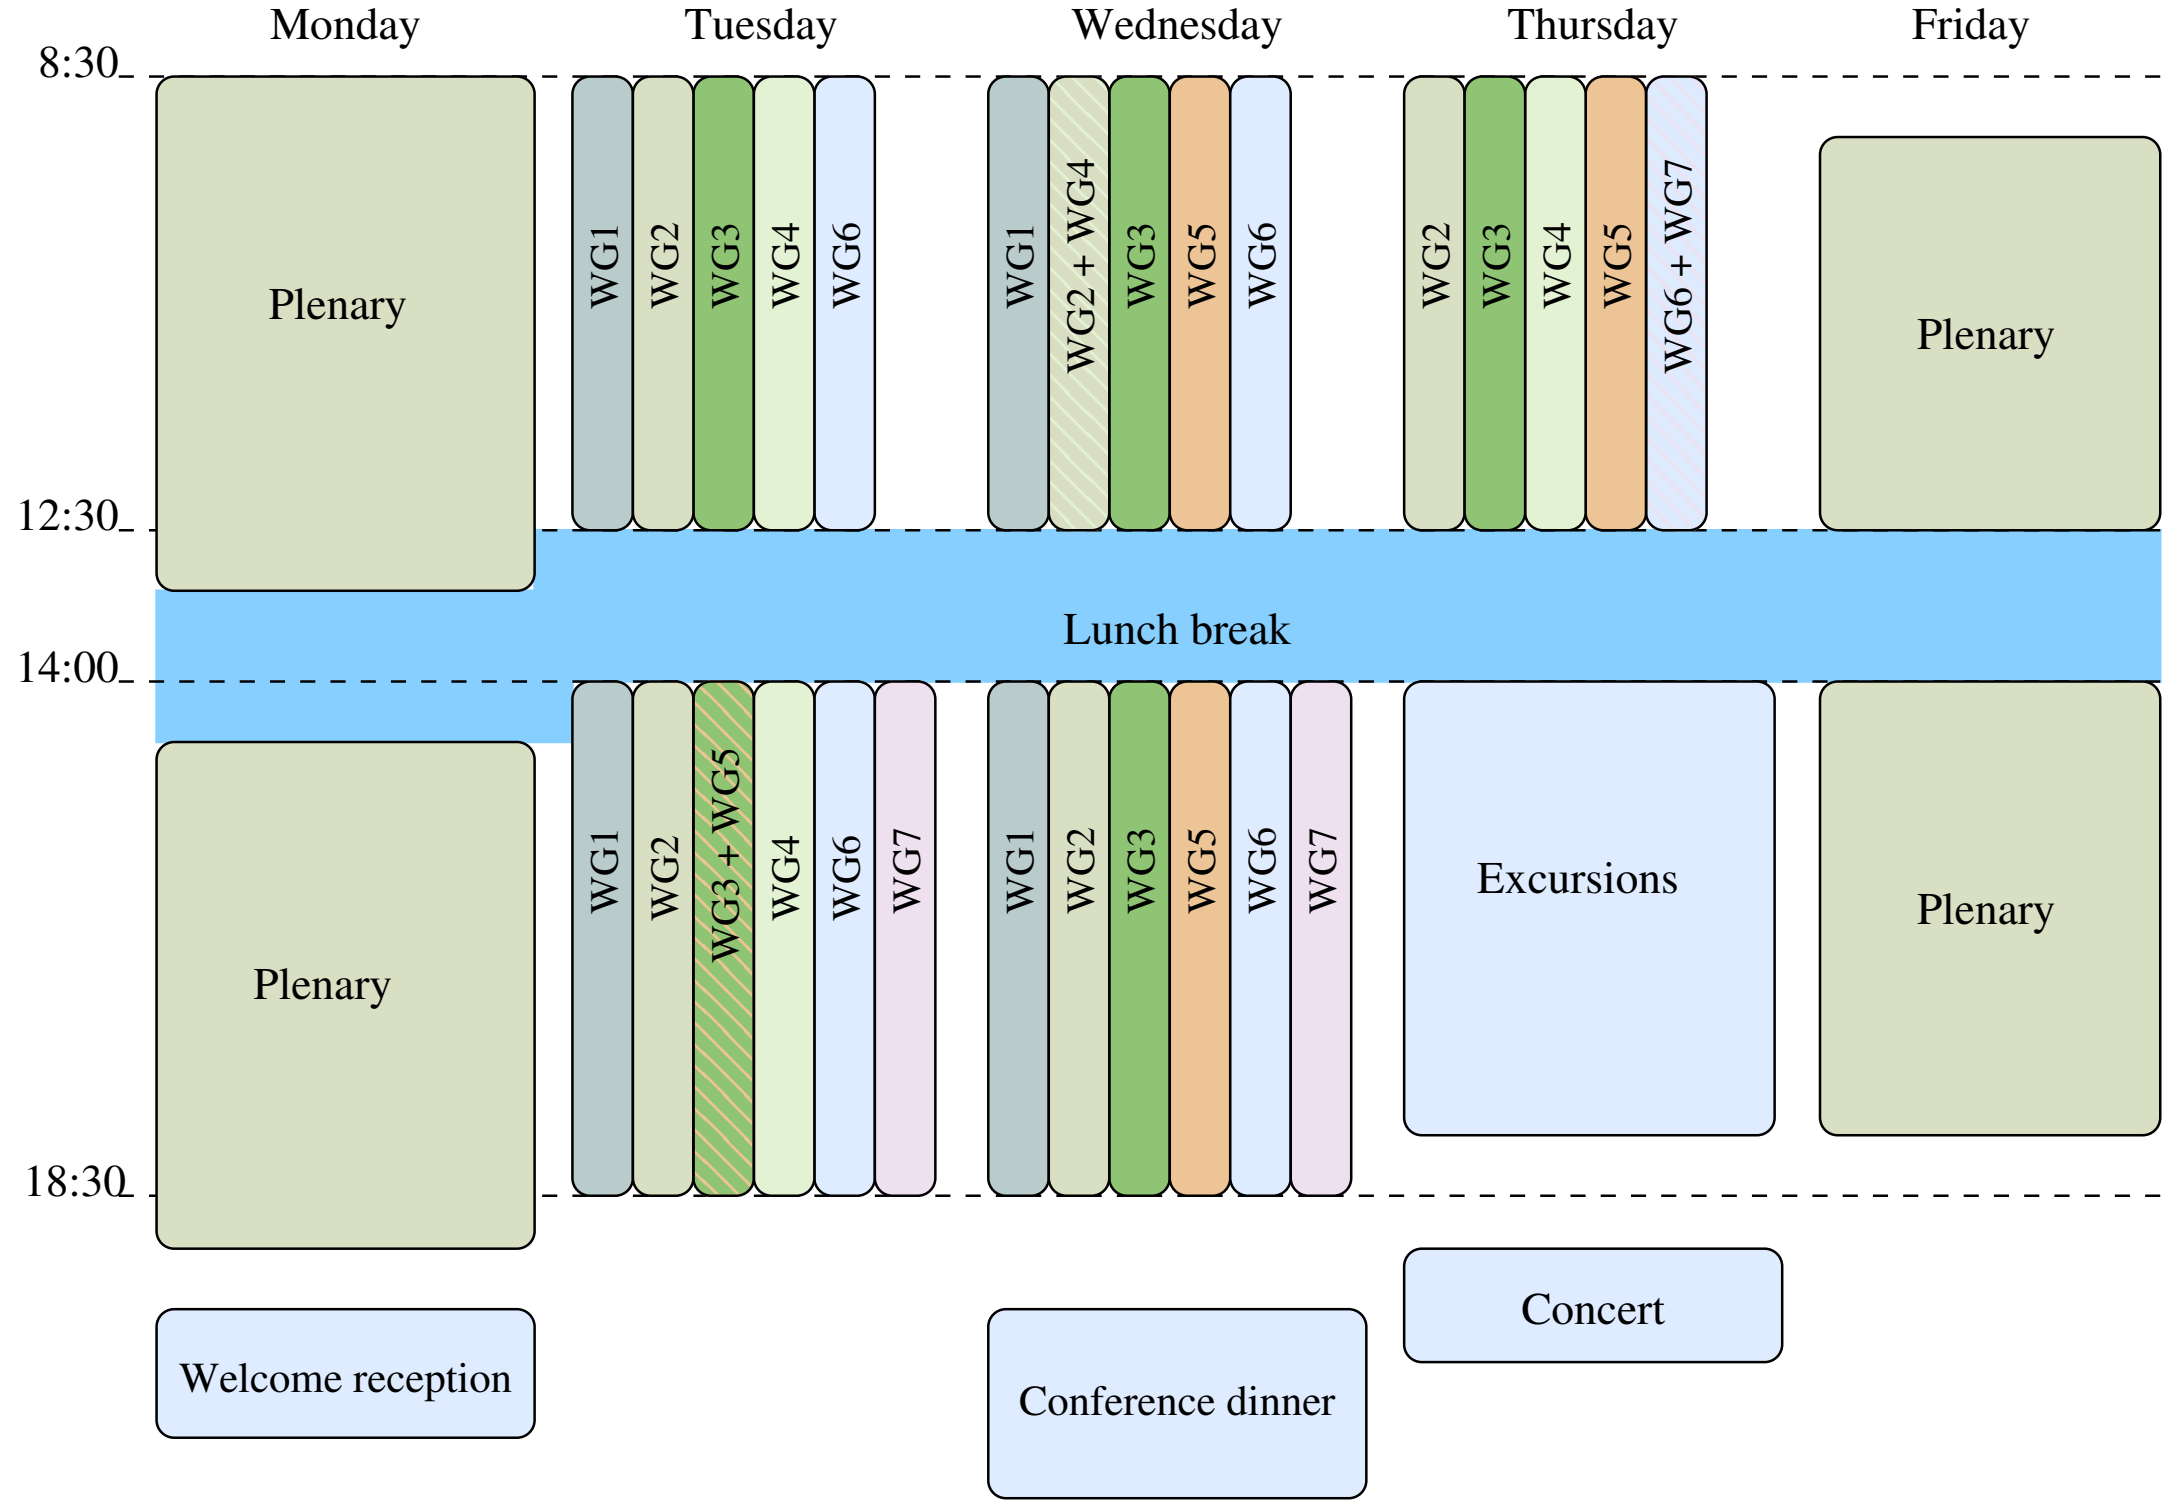 Monday
Tuesday
Wednesday
Thursday
Friday
8:30
Plenary
WG1
WG2
WG3
WG4
WG6
WG1
WG2 + WG4
WG3
WG5
WG6
WG2
WG3
WG4
WG5
WG6 + WG7
Plenary
12:30
Lunch break
14:00
Plenary
WG1
WG2
WG3 + WG5
WG4
WG6
WG7
WG1
WG2
WG3
WG5
WG6
WG7
Excursions
Plenary
18:30
Welcome reception
Conference dinner
Concert